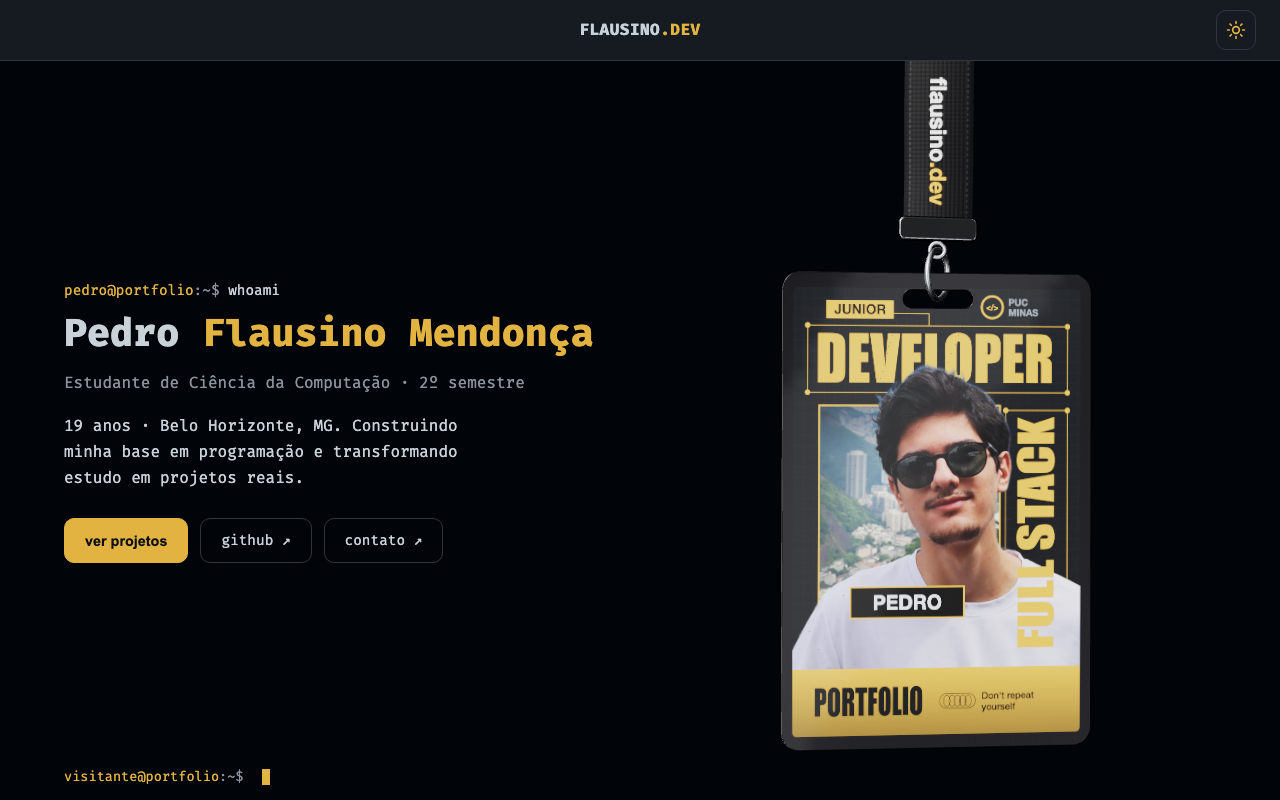 FLAUSINO.DEV
flausino.dev
pedro@portfolio:~$ whoami
Pedro Flausino Mendonça
Estudante de Ciência da Computação · 2º semestre
19 anos · Belo Horizonte, MG. Construindo
minha base em programação e transformando
estudo em projetos reais.
ver projetos
github ↗
contato ↗
JUNIOR
</>
PUC
MINAS
DEVELOPER
FULL STACK
PEDRO
PORTFOLIO
Don't repeat
yourself
visitante@portfolio:~$